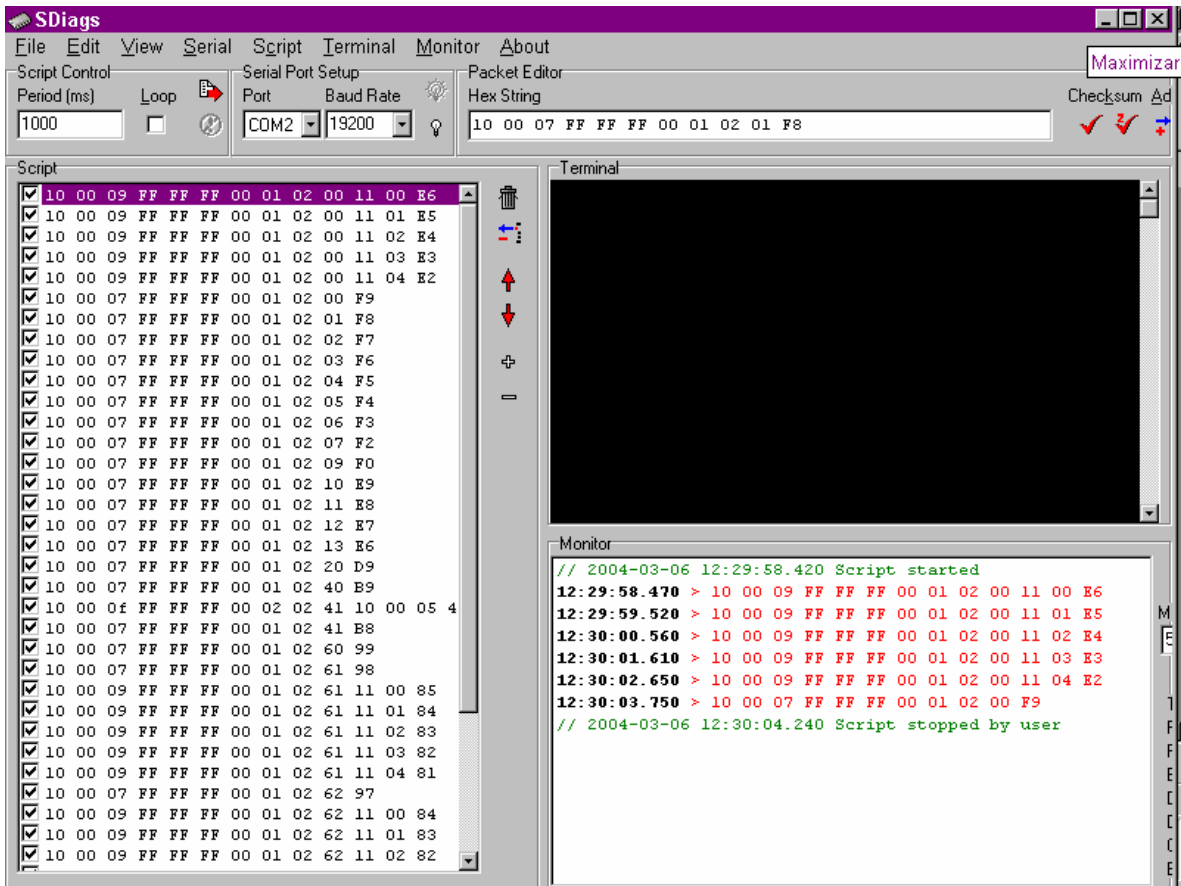 SDiags
File Edit View Serial Script Terminal Monitor About
Maximizar
Script Control
Serial Port Setup
Packet Editor
Period (ms) Loop
Port Baud Rate
Hex String
Checksum Ad
1000
COM2 19200
10 00 07 FF FF FF 00 01 02 01 F8
Script
10 00 09 FF FF FF 00 01 02 00 11 00 E6
10 00 09 FF FF FF 00 01 02 00 11 01 E5
10 00 09 FF FF FF 00 01 02 00 11 02 E4
10 00 09 FF FF FF 00 01 02 00 11 03 E3
10 00 09 FF FF FF 00 01 02 00 11 04 E2
10 00 07 FF FF FF 00 01 02 00 F9
10 00 07 FF FF FF 00 01 02 01 F8
10 00 07 FF FF FF 00 01 02 02 F7
10 00 07 FF FF FF 00 01 02 03 F6
10 00 07 FF FF FF 00 01 02 04 F5
10 00 07 FF FF FF 00 01 02 05 F4
10 00 07 FF FF FF 00 01 02 06 F3
10 00 07 FF FF FF 00 01 02 07 F2
10 00 07 FF FF FF 00 01 02 09 F0
10 00 07 FF FF FF 00 01 02 10 E9
10 00 07 FF FF FF 00 01 02 11 E8
10 00 07 FF FF FF 00 01 02 12 E7
10 00 07 FF FF FF 00 01 02 13 E6
10 00 07 FF FF FF 00 01 02 20 D9
10 00 07 FF FF FF 00 01 02 40 B9
10 00 0f FF FF FF 00 02 02 41 10 00 05 4
10 00 07 FF FF FF 00 01 02 41 B8
10 00 07 FF FF FF 00 01 02 60 99
10 00 07 FF FF FF 00 01 02 61 98
10 00 09 FF FF FF 00 01 02 61 11 00 85
10 00 09 FF FF FF 00 01 02 61 11 01 84
10 00 09 FF FF FF 00 01 02 61 11 02 83
10 00 09 FF FF FF 00 01 02 61 11 03 82
10 00 09 FF FF FF 00 01 02 61 11 04 81
10 00 07 FF FF FF 00 01 02 62 97
10 00 09 FF FF FF 00 01 02 62 11 00 84
10 00 09 FF FF FF 00 01 02 62 11 01 83
10 00 09 FF FF FF 00 01 02 62 11 02 82
Terminal
Monitor
// 2004-03-06 12:29:58.420 Script started
12:29:58.470 > 10 00 09 FF FF FF 00 01 02 00 11 00 E6
12:29:59.520 > 10 00 09 FF FF FF 00 01 02 00 11 01 E5
12:30:00.560 > 10 00 09 FF FF FF 00 01 02 00 11 02 E4
12:30:01.610 > 10 00 09 FF FF FF 00 01 02 00 11 03 E3
12:30:02.650 > 10 00 09 FF FF FF 00 01 02 00 11 04 E2
12:30:03.750 > 10 00 07 FF FF FF 00 01 02 00 F9
// 2004-03-06 12:30:04.240 Script stopped by user
M
5